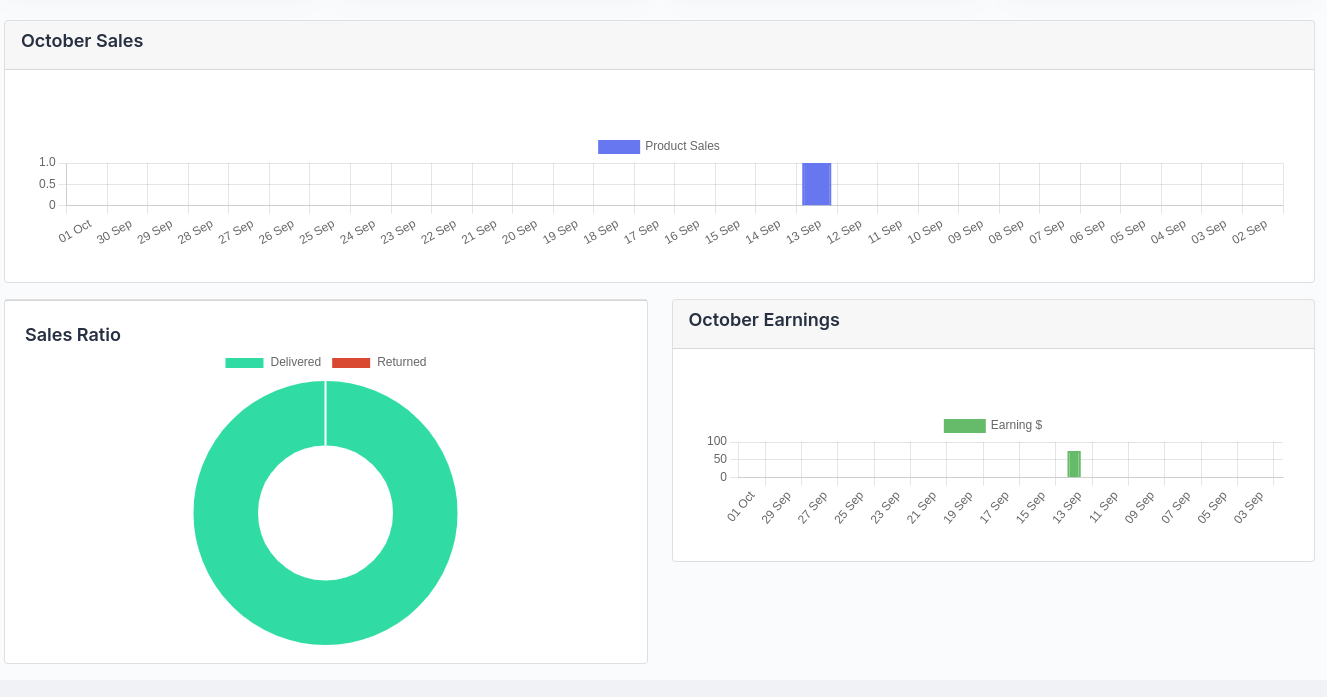 October Sales
Product Sales
1.0
0.5
0
01 Oct 30 Sep 29 Sep 28 Sep 27 Sep 26 Sep 25 Sep 24 Sep 23 Sep 22 Sep 21 Sep 20 Sep 19 Sep 18 Sep 17 Sep 16 Sep 15 Sep 14 Sep 13 Sep 12 Sep 11 Sep 10 Sep 09 Sep 08 Sep 07 Sep 06 Sep 05 Sep 04 Sep 03 Sep 02 Sep
Sales Ratio
Delivered Returned
October Earnings
Earning $
100
50
0
01 Oct 29 Sep 27 Sep 25 Sep 23 Sep 21 Sep 19 Sep 17 Sep 15 Sep 13 Sep 11 Sep 09 Sep 07 Sep 05 Sep 03 Sep